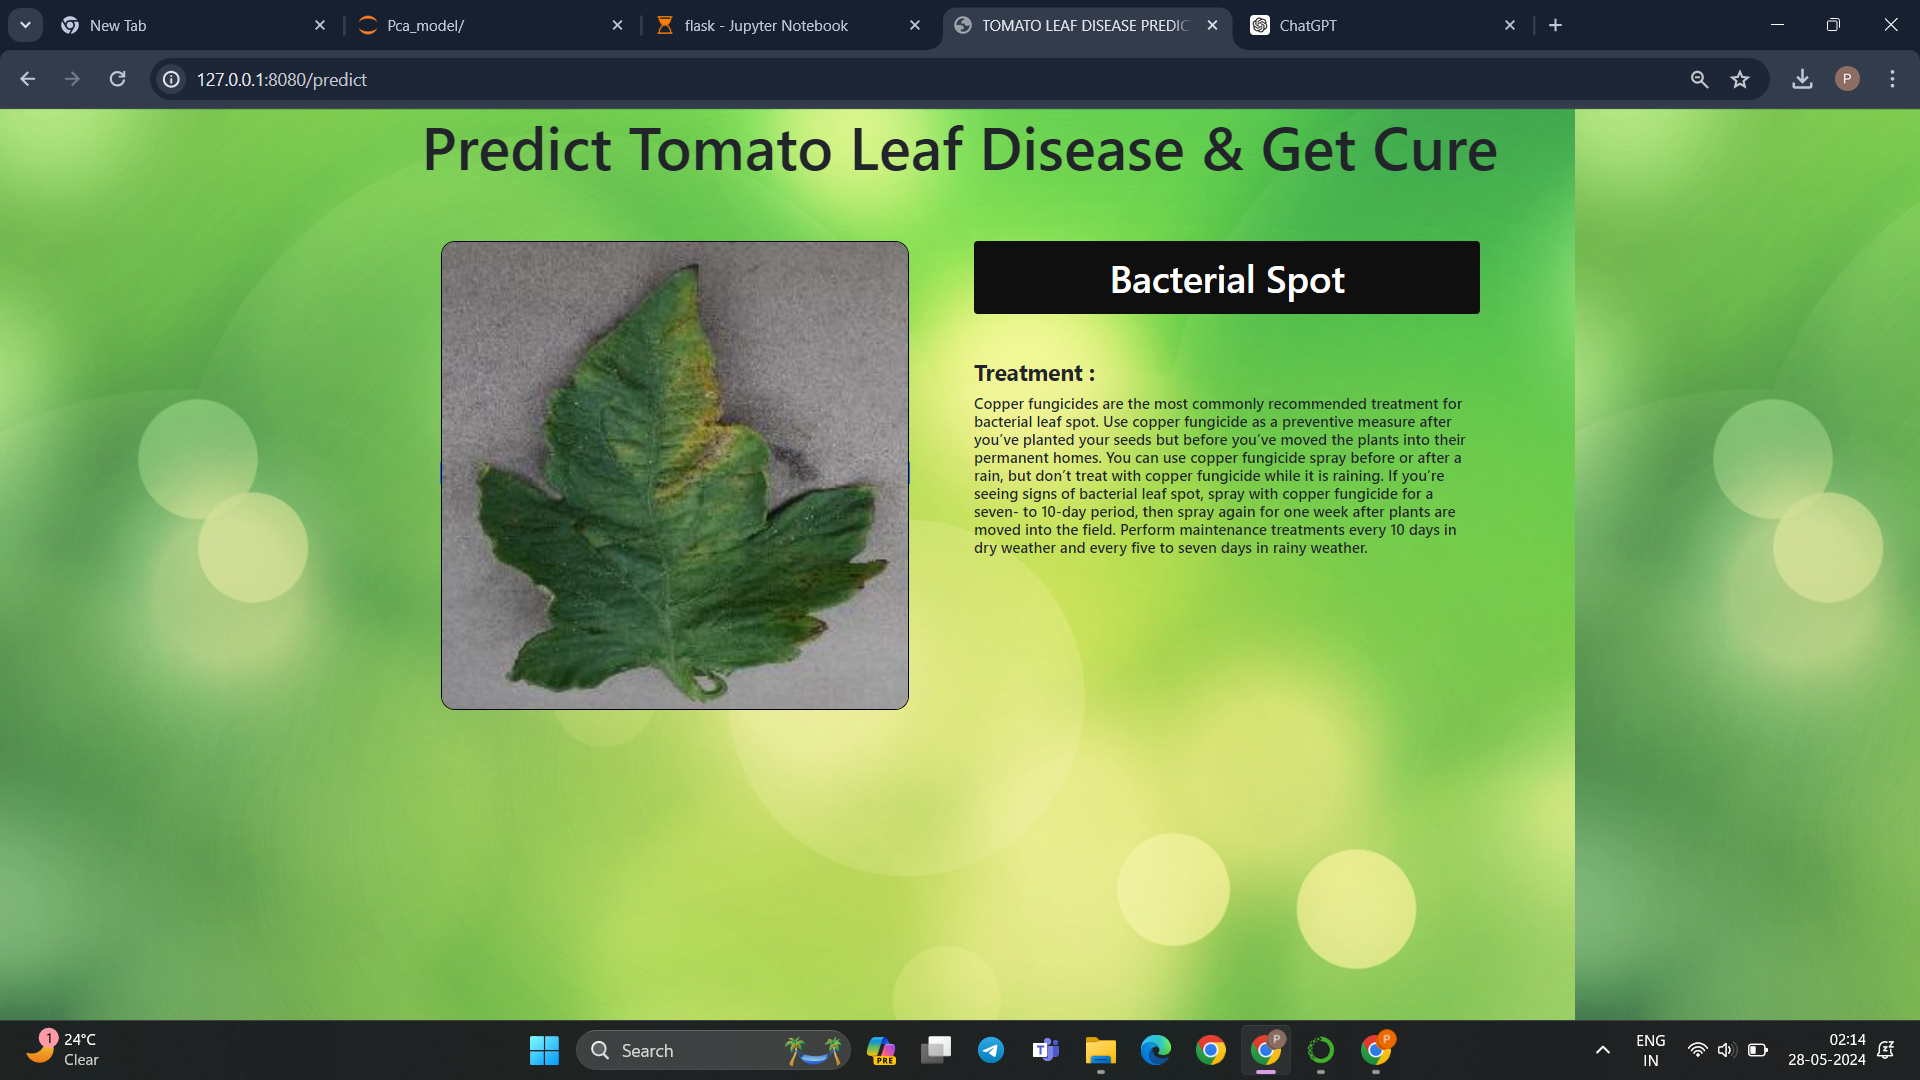 New Tab
Pca_model/
flask - Jupyter Notebook
TOMATO LEAF DISEASE PREDIC
ChatGPT
127.0.0.1:8080/predict
P
Predict Tomato Leaf Disease & Get Cure
Bacterial Spot
Treatment :
Copper fungicides are the most commonly recommended treatment for
bacterial leaf spot. Use copper fungicide as a preventive measure after
you’ve planted your seeds but before you’ve moved the plants into their
permanent homes. You can use copper fungicide spray before or after a
rain, but don’t treat with copper fungicide while it is raining. If you’re
seeing signs of bacterial leaf spot, spray with copper fungicide for a
seven- to 10-day period, then spray again for one week after plants are
moved into the field. Perform maintenance treatments every 10 days in
dry weather and every five to seven days in rainy weather.
1
24°C
Clear
Search
PRE
T
P
P
ENG
IN
02:14
28-05-2024